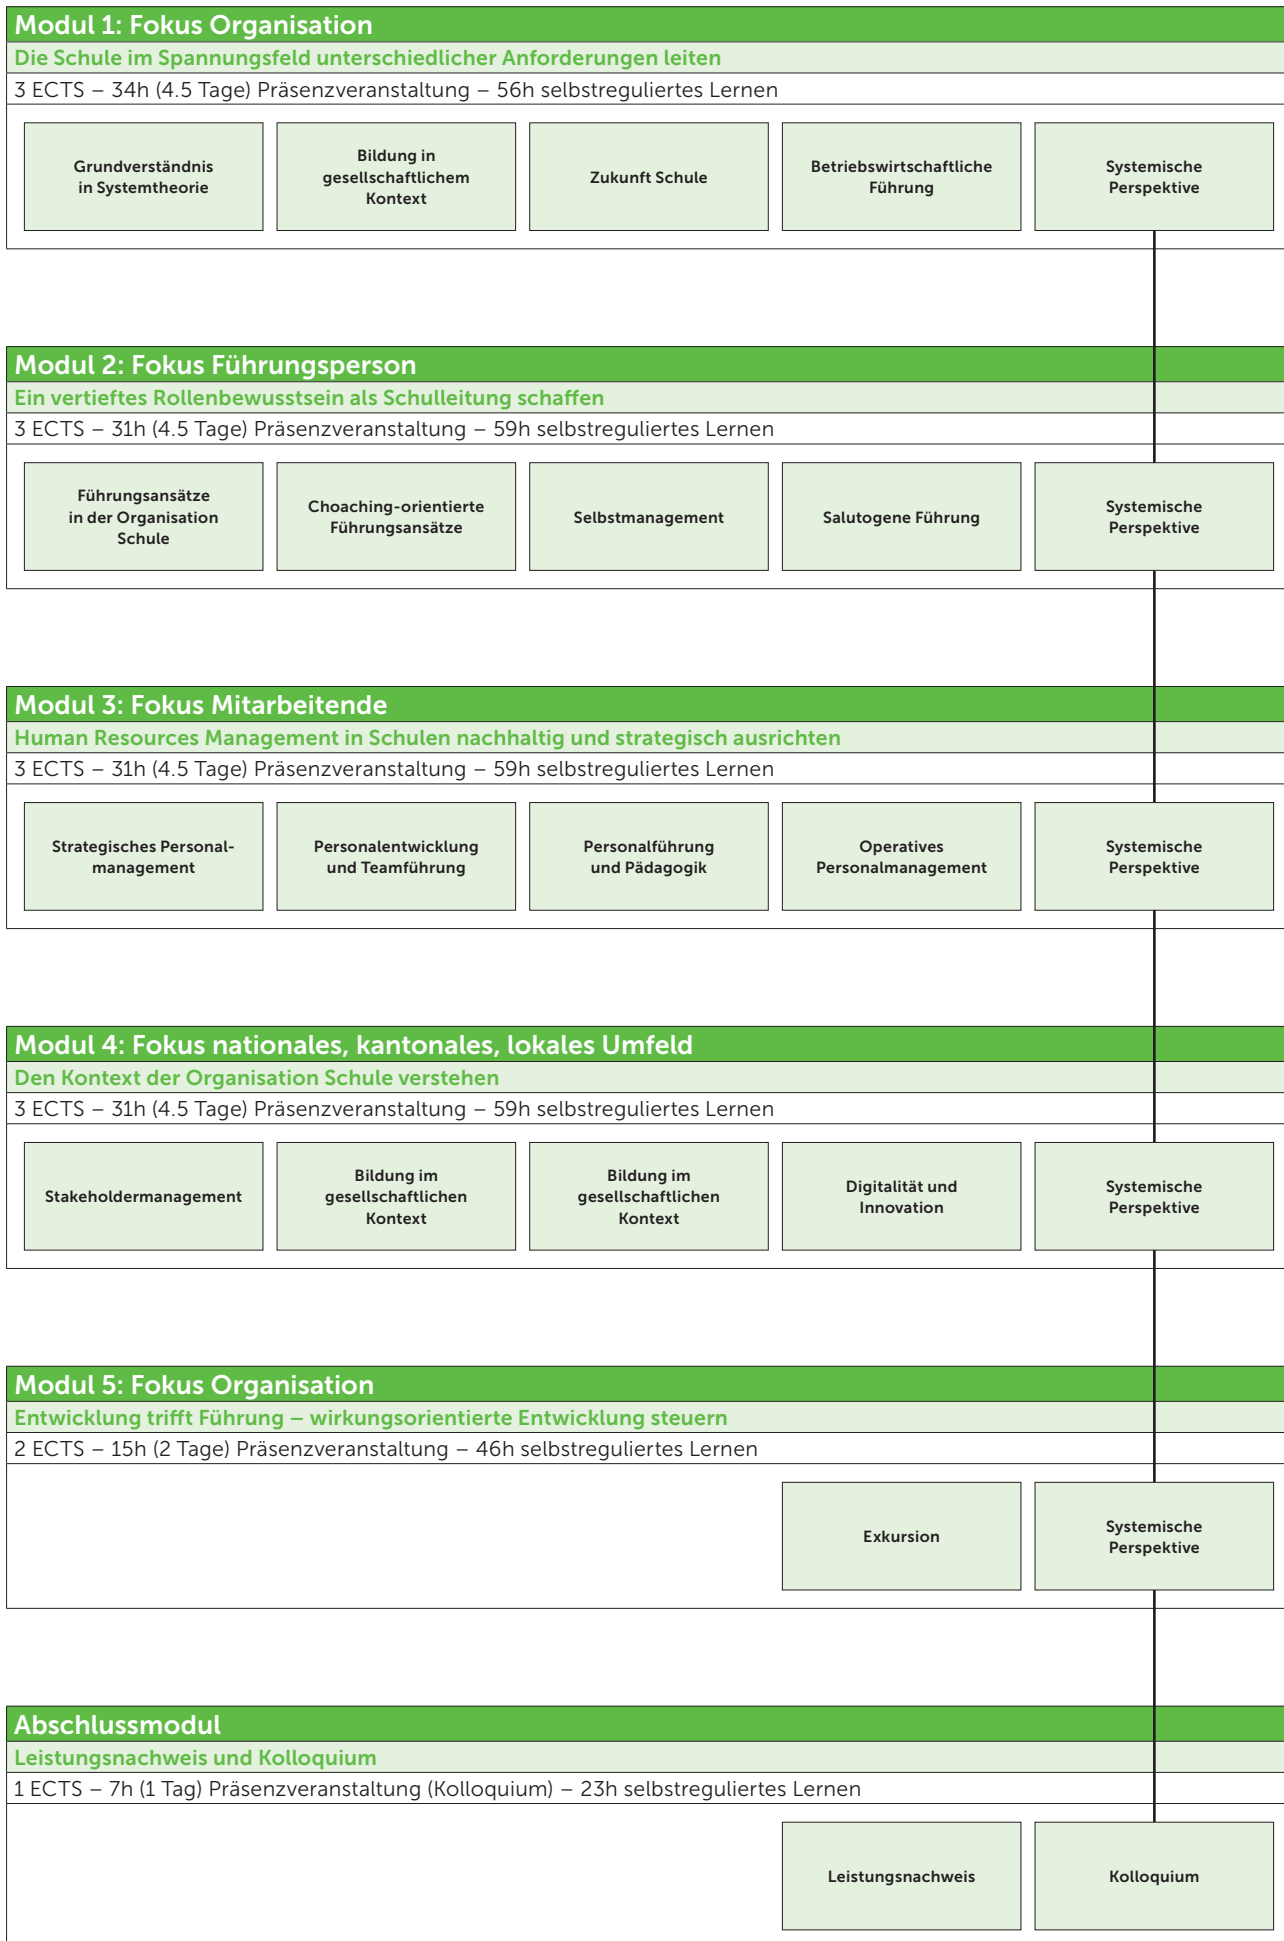 Modul 1: Fokus Organisation
Die Schule im Spannungsfeld unterschiedlicher Anforderungen leiten
3 ECTS – 34h (4.5 Tage) Präsenzveranstaltung – 56h selbstreguliertes Lernen
Grundverständnis
in Systemtheorie
Bildung in
gesellschaftlichem
Kontext
Zukunft Schule
Betriebswirtschaftliche
Führung
Systemische
Perspektive
Modul 2: Fokus Führungsperson
Ein vertieftes Rollenbewusstsein als Schulleitung schaffen
3 ECTS – 31h (4.5 Tage) Präsenzveranstaltung – 59h selbstreguliertes Lernen
Führungsansätze
in der Organisation
Schule
Choaching-orientierte
Führungsansätze
Selbstmanagement
Salutogene Führung
Systemische
Perspektive
Modul 3: Fokus Mitarbeitende
Human Resources Management in Schulen nachhaltig und strategisch ausrichten
3 ECTS – 31h (4.5 Tage) Präsenzveranstaltung – 59h selbstreguliertes Lernen
Strategisches Personal-
management
Personalentwicklung
und Teamführung
Personalführung
und Pädagogik
Operatives
Personalmanagement
Systemische
Perspektive
Modul 4: Fokus nationales, kantonales, lokales Umfeld
Den Kontext der Organisation Schule verstehen
3 ECTS – 31h (4.5 Tage) Präsenzveranstaltung – 59h selbstreguliertes Lernen
Stakeholdermanagement
Bildung im
gesellschaftlichen
Kontext
Bildung im
gesellschaftlichen
Kontext
Digitalität und
Innovation
Systemische
Perspektive
Modul 5: Fokus Organisation
Entwicklung trifft Führung – wirkungsorientierte Entwicklung steuern
2 ECTS – 15h (2 Tage) Präsenzveranstaltung – 46h selbstreguliertes Lernen
Exkursion
Systemische
Perspektive
Abschlussmodul
Leistungsnachweis und Kolloquium
1 ECTS – 7h (1 Tag) Präsenzveranstaltung (Kolloquium) – 23h selbstreguliertes Lernen
Leistungsnachweis
Kolloquium